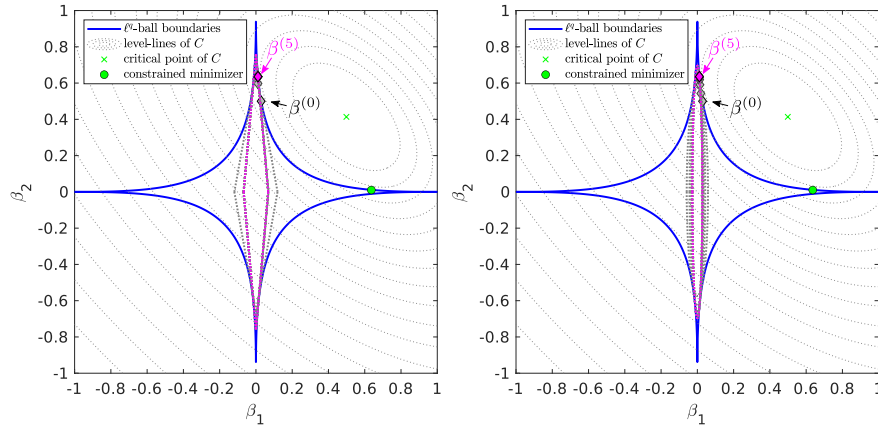 ℓ^q-ball boundaries
level-lines of C
critical point of C
constrained minimizer
β^(5)
β^(0)
1
0.8
0.6
0.4
0.2
0
-0.2
-0.4
-0.6
-0.8
-1
β_2
-1 -0.8 -0.6 -0.4 -0.2 0 0.2 0.4 0.6 0.8 1
β_1
ℓ^q-ball boundaries
level-lines of C
critical point of C
constrained minimizer
β^(5)
β^(0)
1
0.8
0.6
0.4
0.2
0
-0.2
-0.4
-0.6
-0.8
-1
β_2
-1 -0.8 -0.6 -0.4 -0.2 0 0.2 0.4 0.6 0.8 1
β_1